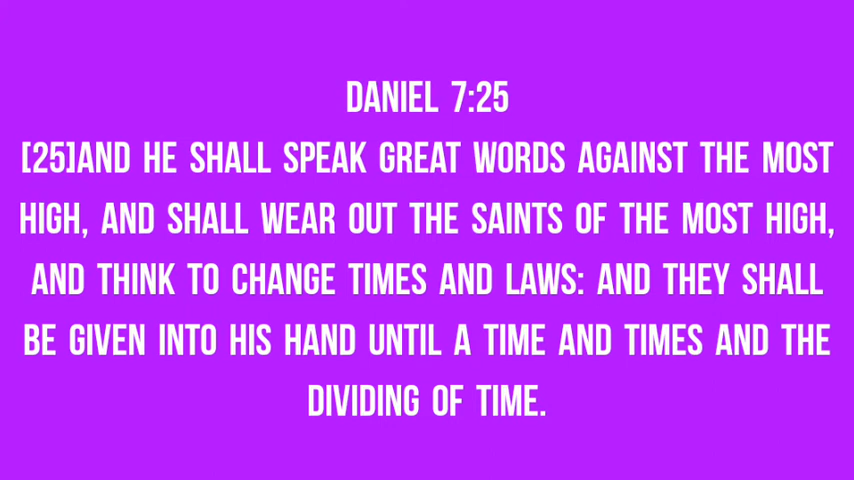 DANIEL 7:25
[25]AND HE SHALL SPEAK GREAT WORDS AGAINST THE MOST
HIGH, AND SHALL WEAR OUT THE SAINTS OF THE MOST HIGH,
AND THINK TO CHANGE TIMES AND LAWS: AND THEY SHALL
BE GIVEN INTO HIS HAND UNTIL A TIME AND TIMES AND THE
DIVIDING OF TIME.